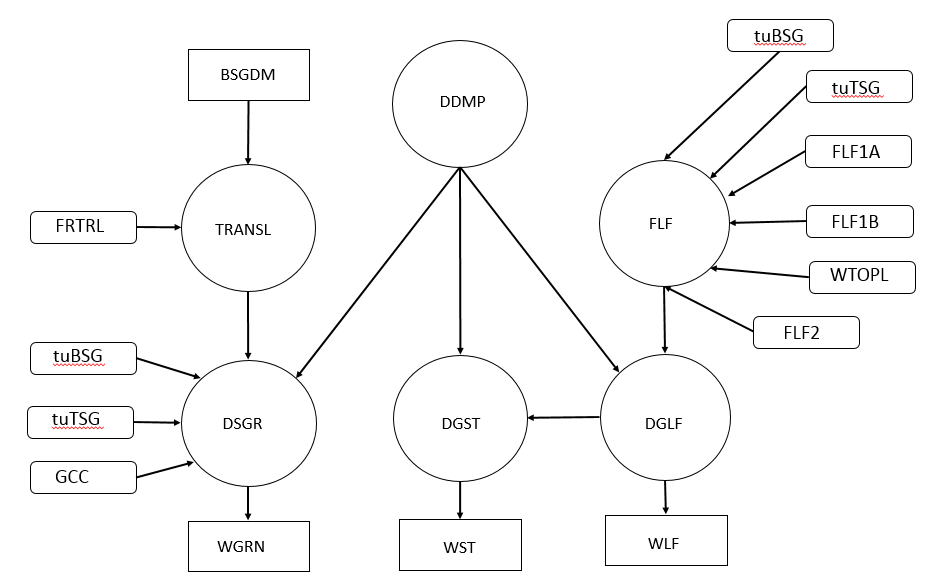 tuBSG
BSGDM
DDMP
tuTSG
FLF1A
FRTRL
TRANSL
FLF
FLF1B
WTOPL
FLF2
tuBSG
tuTSG
DSGR
DGST
DGLF
GCC
WGRN
WST
WLF